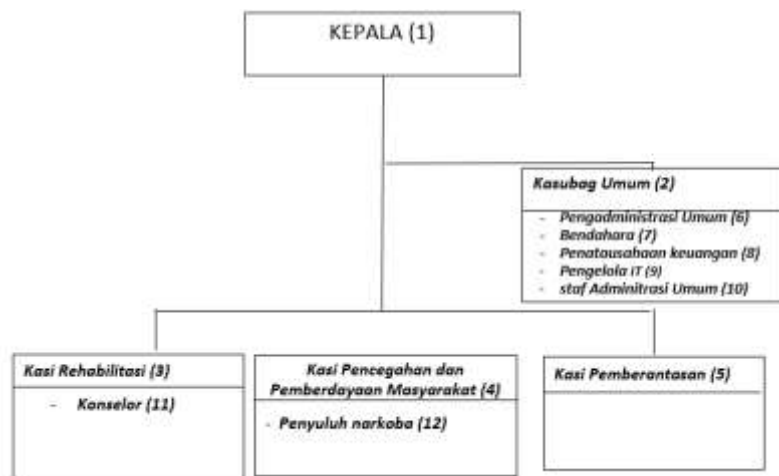 KEPALA (1)
Kasubag Umum (2)
- Pengadministrasi Umum (6)
- Bendahara (7)
- Penatausahaan keuangan (8)
- Pengelola IT (9)
- staf Adminitrasi Umum (10)
Kasi Rehabilitasi (3)
- Konselor (11)
Kasi Pencegahan dan
Pemberdayaan Masyarakat (4)
- Penyuluh narkoba (12)
Kasi Pemberantasan (5)